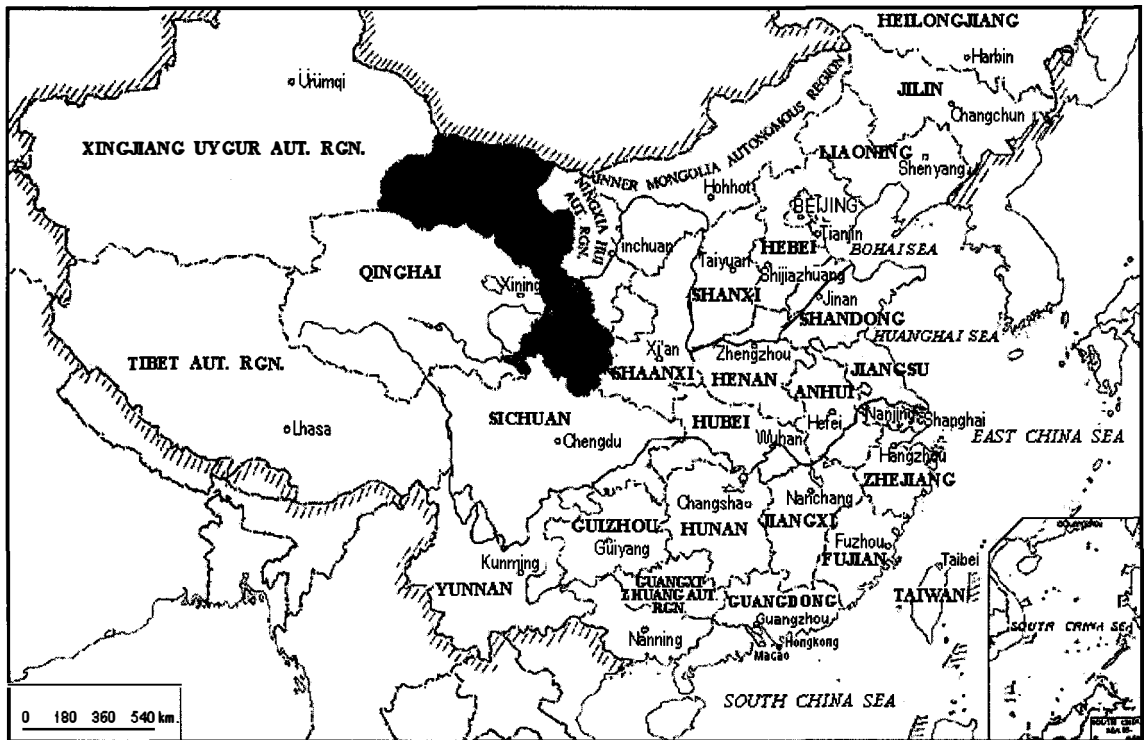 HEILONGJIANG
Harbin
Ürümqi
JILIN
Changchun
XINGJIANG UYGUR AUT. RGN.
INNER MONGOLIA AUTONGMOUS REGION
LIAONING
Shenyang
Hohhot
NINGXIA HUI
AUT. RGN.
BEIJING
Tianjin
Yinchuan
HEBEI
BOHAI SEA
QINGHAI
Taiyuan
Shijiazhuang
Xining
SHANXI
Jinan
SHANDONG
HUANGHAI SEA
TIBET AUT. RGN.
Xi'an
Zhengzhou
SHAANXI
HENAN
JIANGSU
ANHUI
SICHUAN
HUBEI
Hefei
Nanjing
Shapghai
Lhasa
Chengdu
Wuhan
EAST CHINA SEA
Hangzhou
ZHEJIANG
Changsha
Nanchang
GUIZHOU
HUNAN
JIANGXI
Guiyang
Fuzhou
FUJIAN
Kunming
Taibei
YUNNAN
GUANGXI
ZHUANG AUT.
RGN.
GUANGDONG
TAIWAN
Guangzhou
Nanning
Hongkong
Macao
SOUTH CHINA SEA
SOUTH CHINA SEA
0 180 360 540 km.